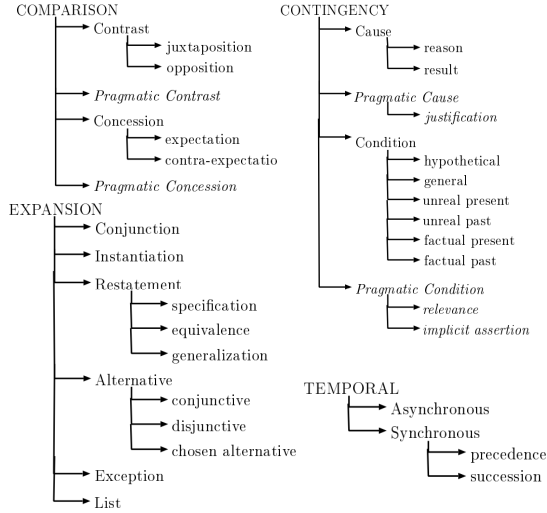 COMPARISON
Contrast
juxtaposition
opposition
Pragmatic Contrast
Concession
expectation
contra-expectatio
Pragmatic Concession
EXPANSION
Conjunction
Instantiation
Restatement
specification
equivalence
generalization
Alternative
conjunctive
disjunctive
chosen alternative
Exception
List
CONTINGENCY
Cause
reason
result
Pragmatic Cause
justification
Condition
hypothetical
general
unreal present
unreal past
factual present
factual past
Pragmatic Condition
relevance
implicit assertion
TEMPORAL
Asynchronous
Synchronous
precedence
succession